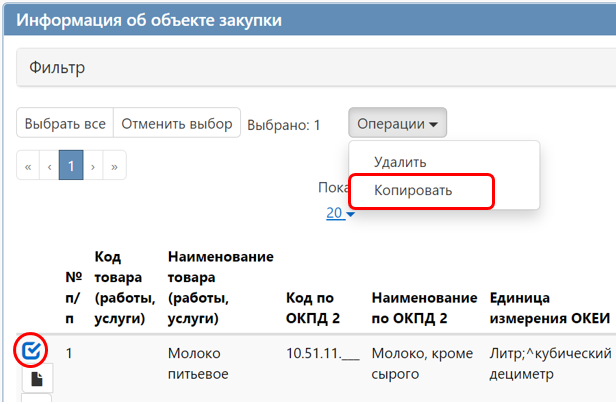 Информация об объекте закупки
Фильтр
Выбрать все Отменить выбор Выбрано: 1 Операции
Удалить
Копировать
« ‹ 1 › »
20
№ п/п
Код товара (работы, услуги)
Наименование товара (работы, услуги)
Код по ОКПД 2
Наименование по ОКПД 2
Единица измерения ОКЕИ
1
Молоко питьевое
10.51.11.___
Молоко, кроме сырого
Литр;^кубический дециметр